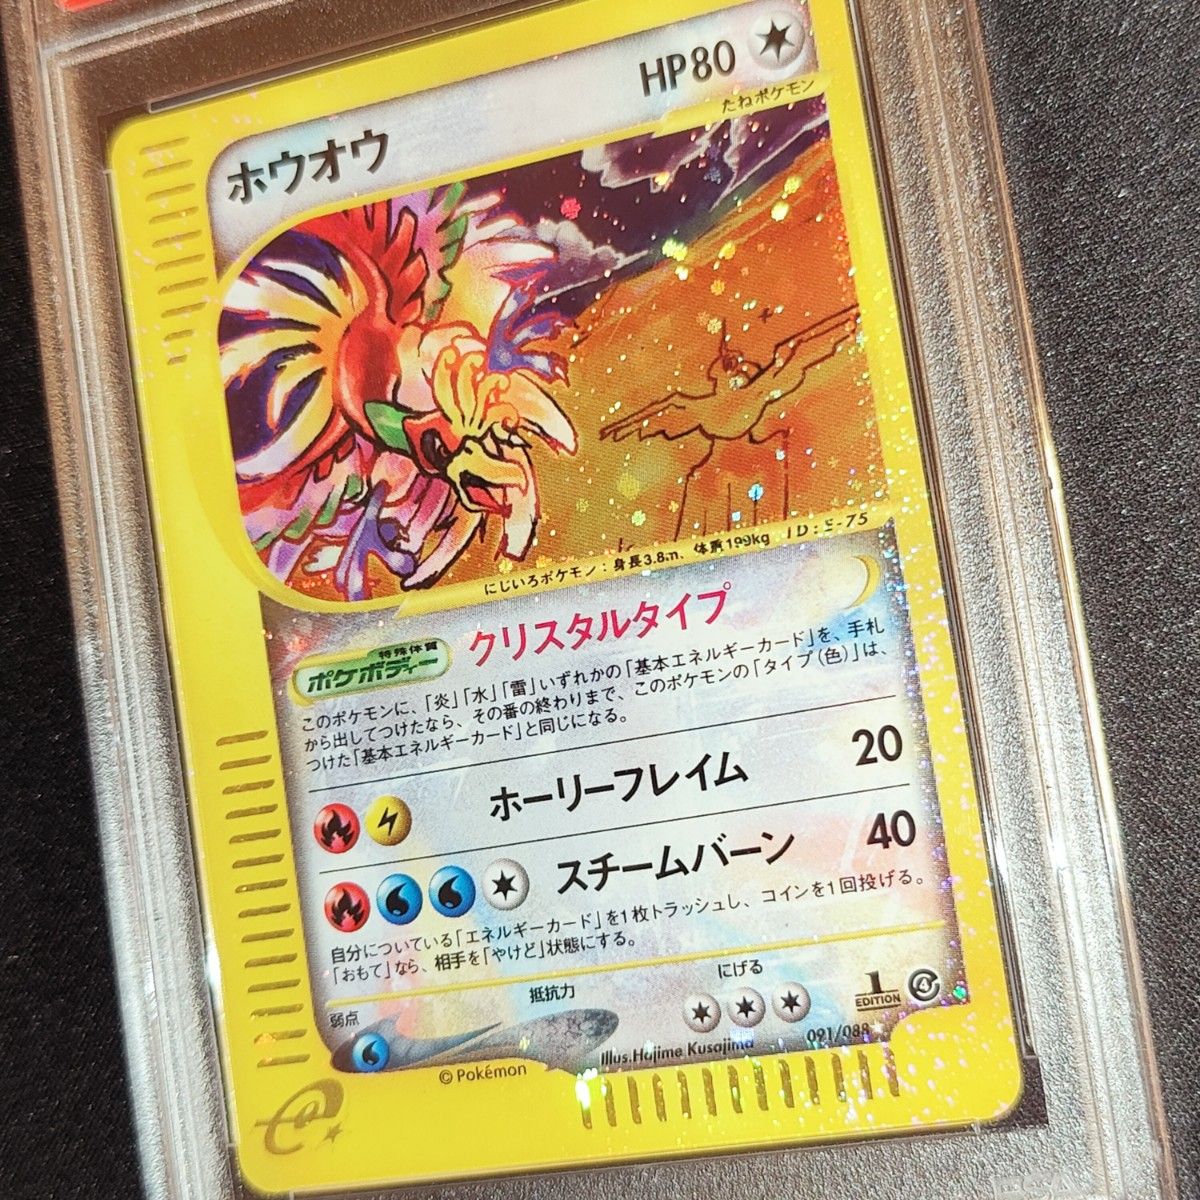 ホウオウ
HP80
たねポケモン
にじいろポケモン：身長3.8m、体重199kg ID:E-75
特殊体質
ポケボディー
クリスタルタイプ
このポケモンに、「炎」「水」「雷」いずれかの「基本エネルギーカード」を、手札
から出してつけたなら、その番の終わりまで、このポケモンの「タイプ（色）」は、
つけた「基本エネルギーカード」と同じになる。
ホーリーフレイム 20
スチームバーン 40
自分についている「エネルギーカード」を1枚トラッシュし、コインを1回投げる。
「おもて」なら、相手を「やけど」状態にする。
弱点
抵抗力
にげる
1
EDITION
Illus.Hajime Kusajima
091/088
© Pokémon
e